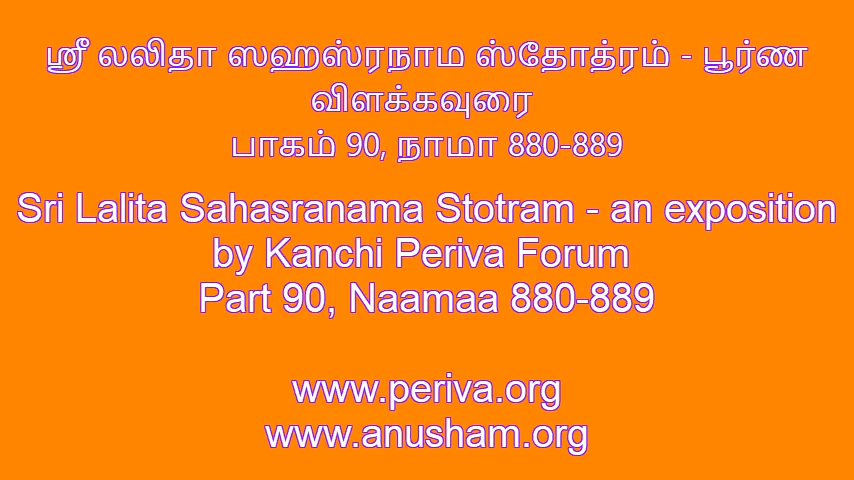 ஸ்ரீ லலிதா ஸஹஸ்ரநாம ஸ்தோத்ரம் - பூர்ண
விளக்கவுரை
பாகம் 90, நாமா 880-889
Sri Lalita Sahasranama Stotram - an exposition
by Kanchi Periva Forum
Part 90, Naamaa 880-889
www.periva.org
www.anusham.org